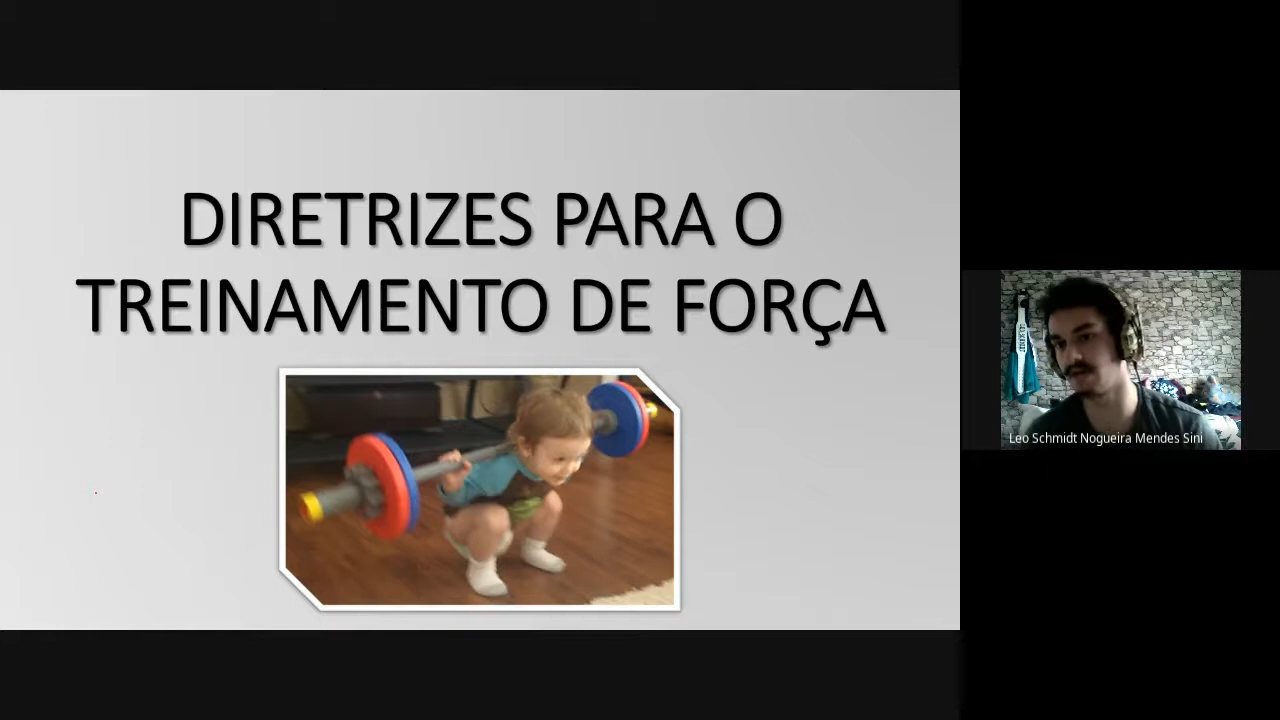 DIRETRIZES PARA O
TREINAMENTO DE FORÇA
Leo Schmidt Nogueira Mendes Sini